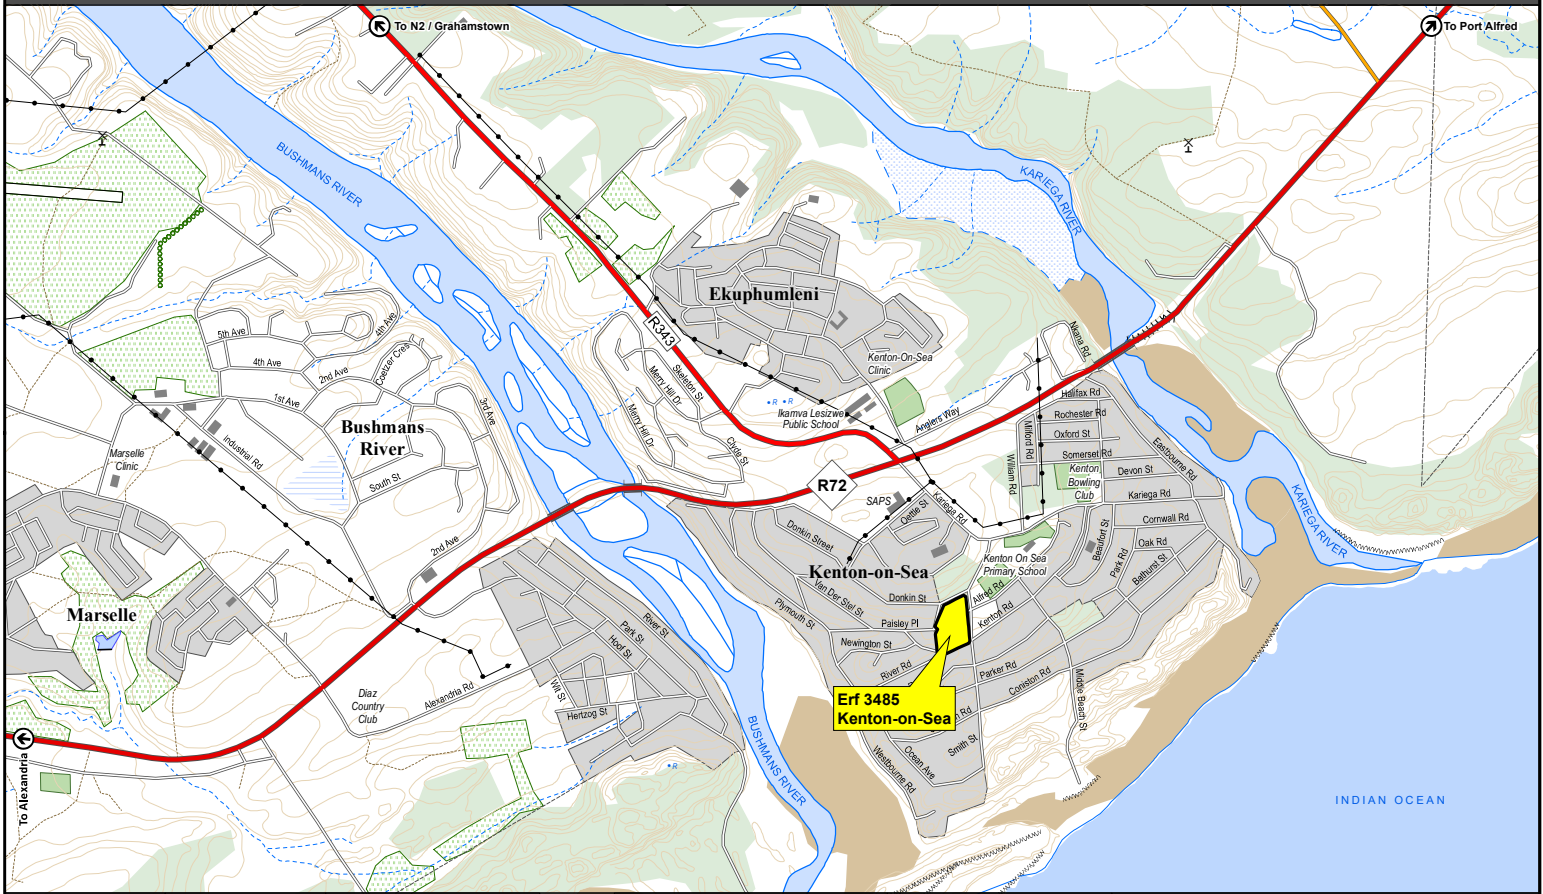 To N2 / Grahamstown
To Port Alfred
BUSHMANS RIVER
KARIEGA RIVER
Ekuphumleni
R343
5th Ave
4th Ave
4th Ave
2nd Ave
Coetzer Cres
1st Ave
3rd Ave
Bushmans
River
Industrial Rd
South St
2nd Ave
Marselle
Clinic
Merry Hill Dr
Skeleton St
Merry Hill Dr
Clyde St
R
R
Kenton-On-Sea
Clinic
Ikamva Lesizwe
Public School
Anglers Way
Nkana Rd
Halifax Rd
Rochester Rd
Milford Rd
Oxford St
Somerset Rd
William Rd
Kenton
Bowling
Club
Devon St
Eastbourne Rd
Kariega Rd
Cornwall Rd
Oak Rd
Beaufort St
Park Rd
Bathurst St
KARIEGA RIVER
R72
SAPS
Oettle St
Kariega Rd
Donkin Street
Kenton-on-Sea
Kenton On Sea
Primary School
Van Der Stel St
Donkin St
Alfred Rd
Plymouth St
Paisley Pl
Kenton Rd
Newington St
River Rd
Parker Rd
Coniston Rd
Middle Beach St
Erf 3485
Kenton-on-Sea
Rd
Smith St
Ocean Ave
Westbourne Rd
Marselle
River St
Park St
Hoof St
Wit St
Hertzog St
Alexandria Rd
Diaz
Country
Club
R
BUSHMANS RIVER
To Alexandria
INDIAN OCEAN